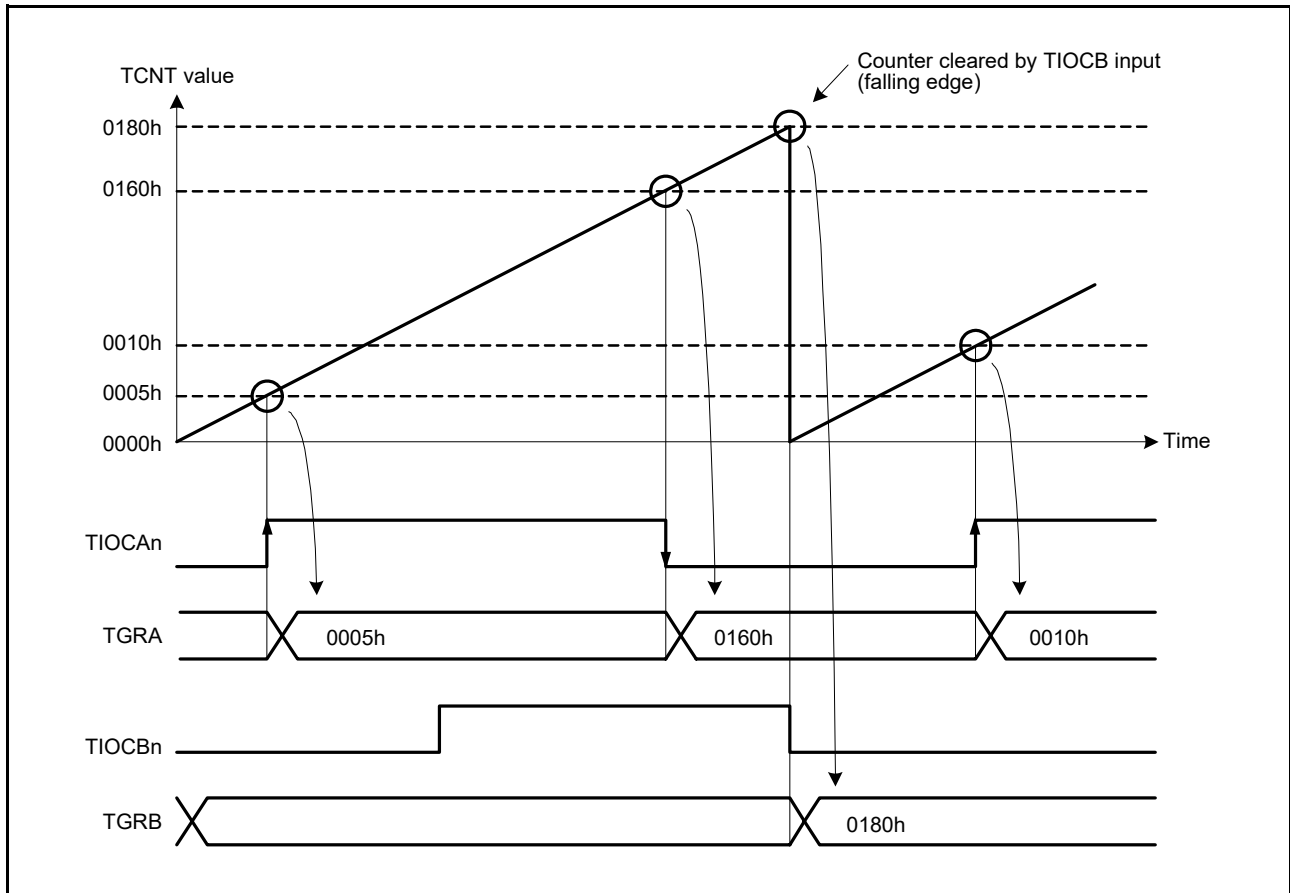 Counter cleared by TIOCB input
(falling edge)
TCNT value
0180h
0160h
0010h
0005h
0000h
Time
TIOCAn
TGRA
0005h
0160h
0010h
TIOCBn
TGRB
0180h